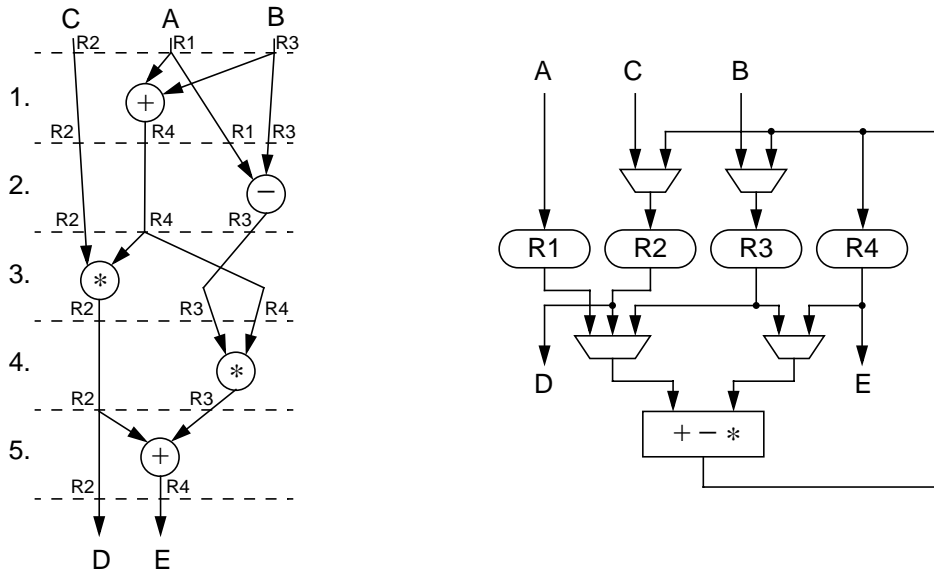 C A B
R2 R1 R3
1. +
R2 R4 R1 R3
2. −
R2 R4 R3
3. *
R2 R3 R4
4. *
R2 R3
5. +
R2 R4
D E
A C B
R1 R2 R3 R4
D E
+ − *